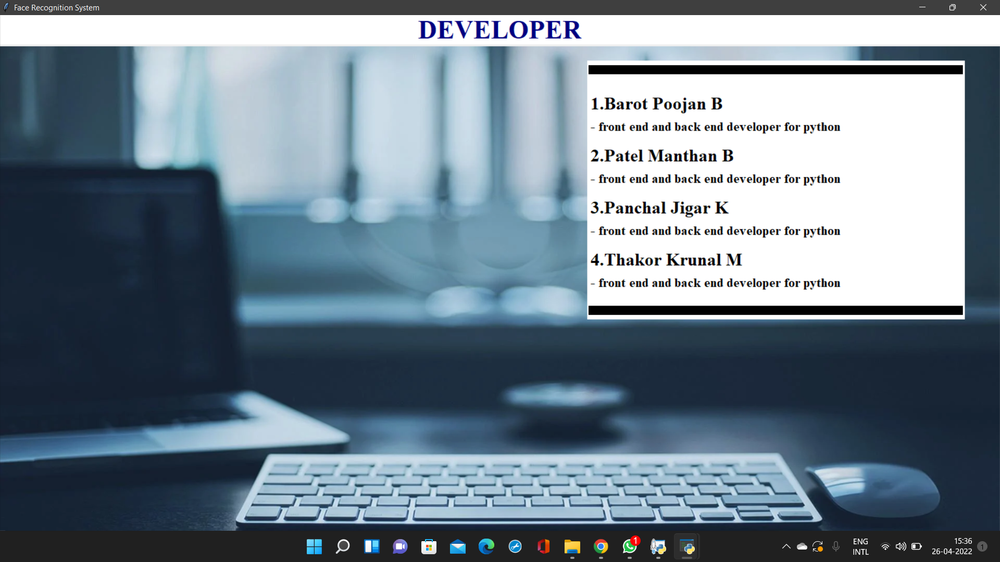 Face Recognition System
DEVELOPER
1.Barot Poojan B
- front end and back end developer for python
2.Patel Manthan B
- front end and back end developer for python
3.Panchal Jigar K
- front end and back end developer for python
4.Thakor Krunal M
- front end and back end developer for python
1
ENG
INTL
15:36
26-04-2022
1